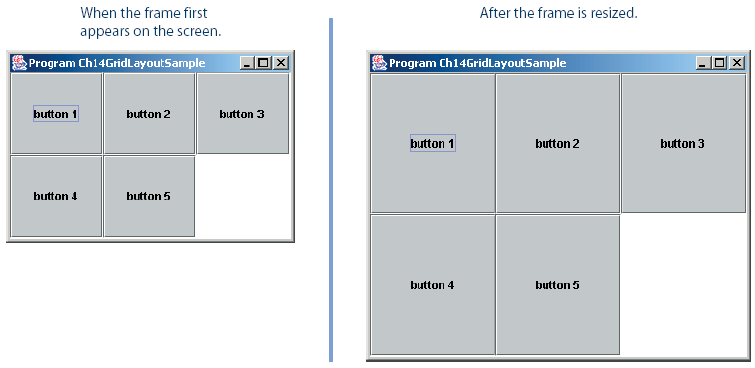 When the frame first
appears on the screen.
After the frame is resized.
Program Ch14GridLayoutSample
button 1
button 2
button 3
button 4
button 5
Program Ch14GridLayoutSample
button 1
button 2
button 3
button 4
button 5